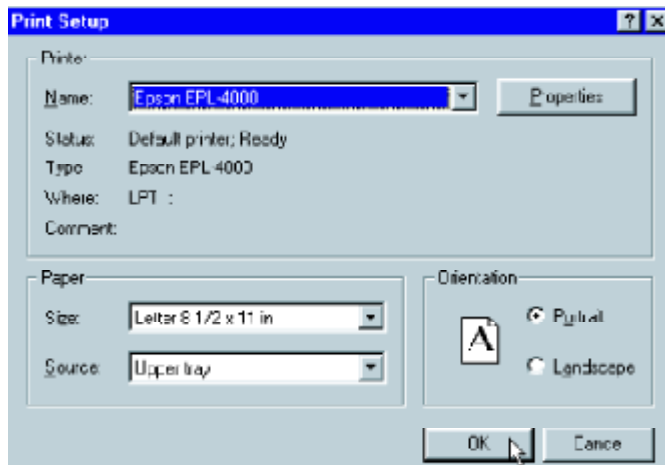 Print Setup
Printer
Name: Epson EPL-4000 Properties
Status: Default printer; Ready
Type Epson EPL-4000
Where: LPT :
Comment:
Paper
Size: Letter 8 1/2 x 11 in
Source: Upper tray
Orientation
A
Portrait
Landscape
OK Cancel